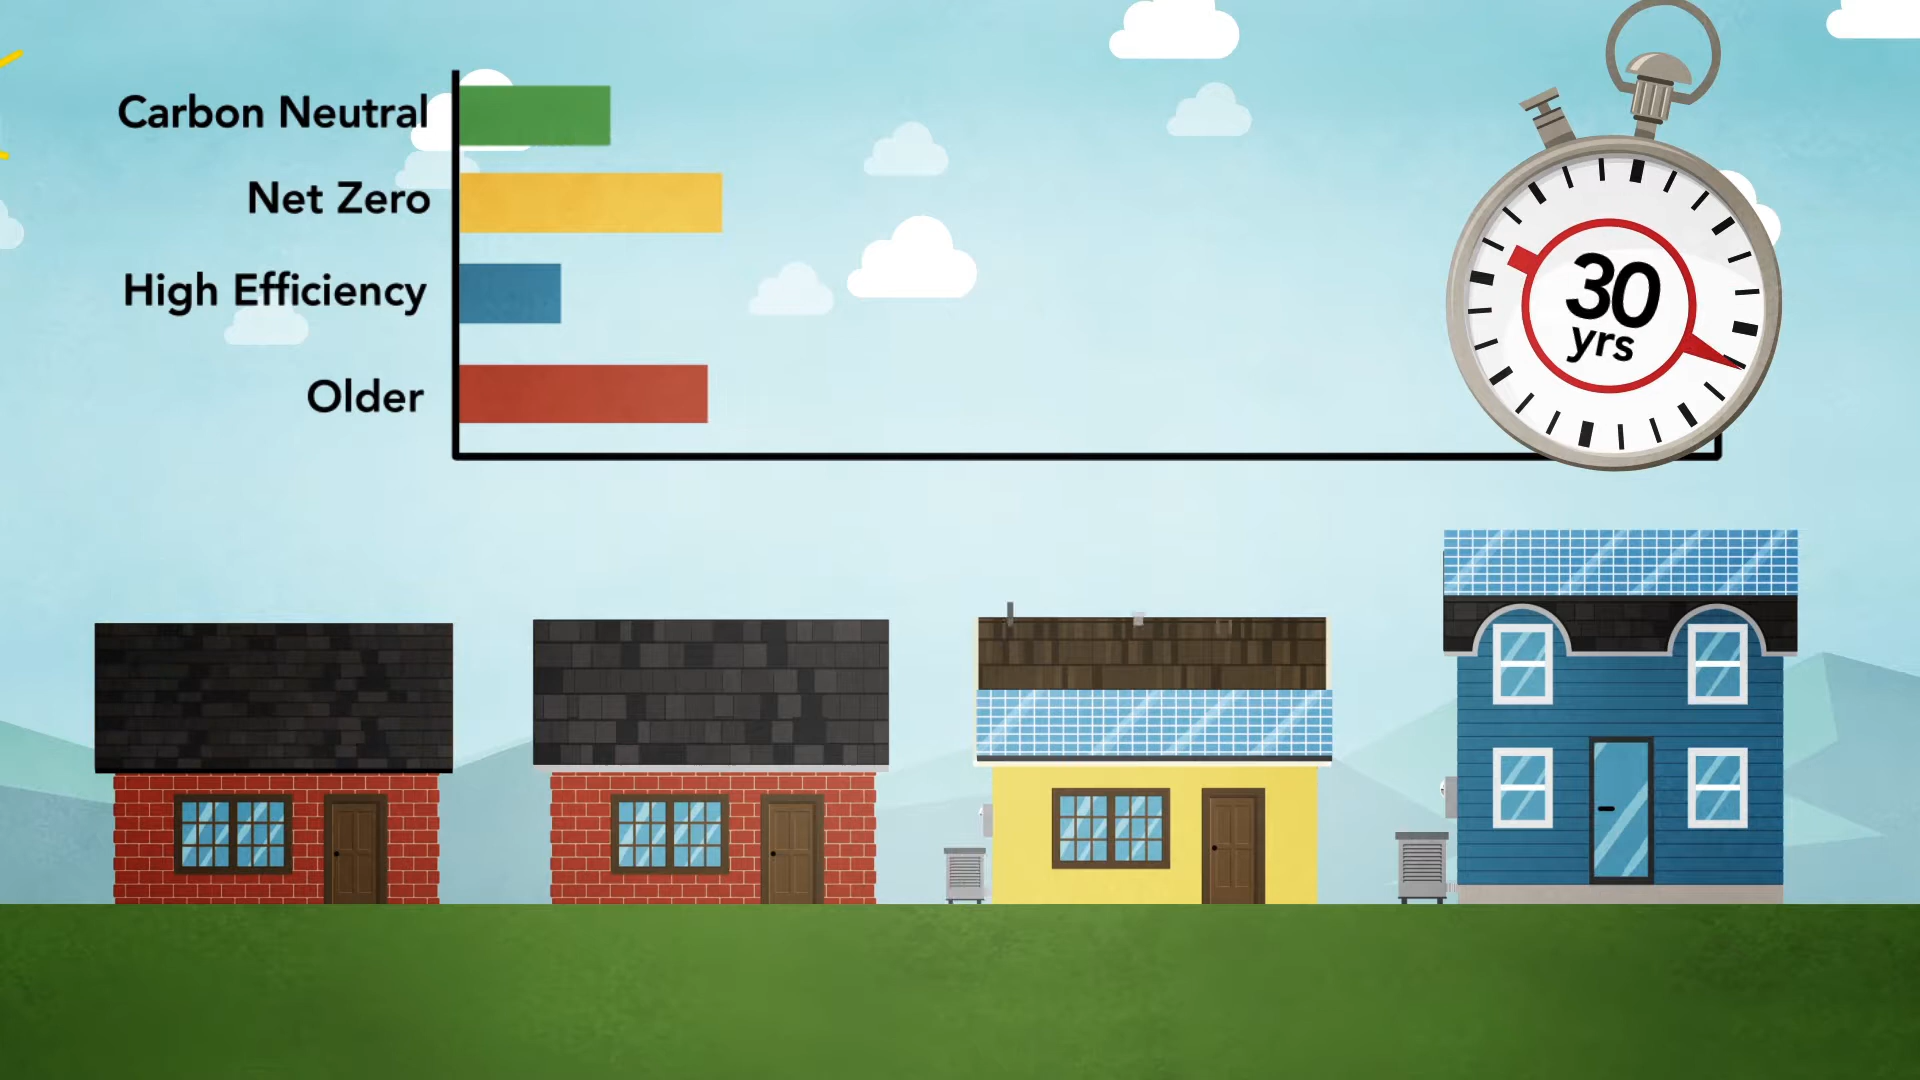 Carbon Neutral
Net Zero
High Efficiency
Older
30
yrs